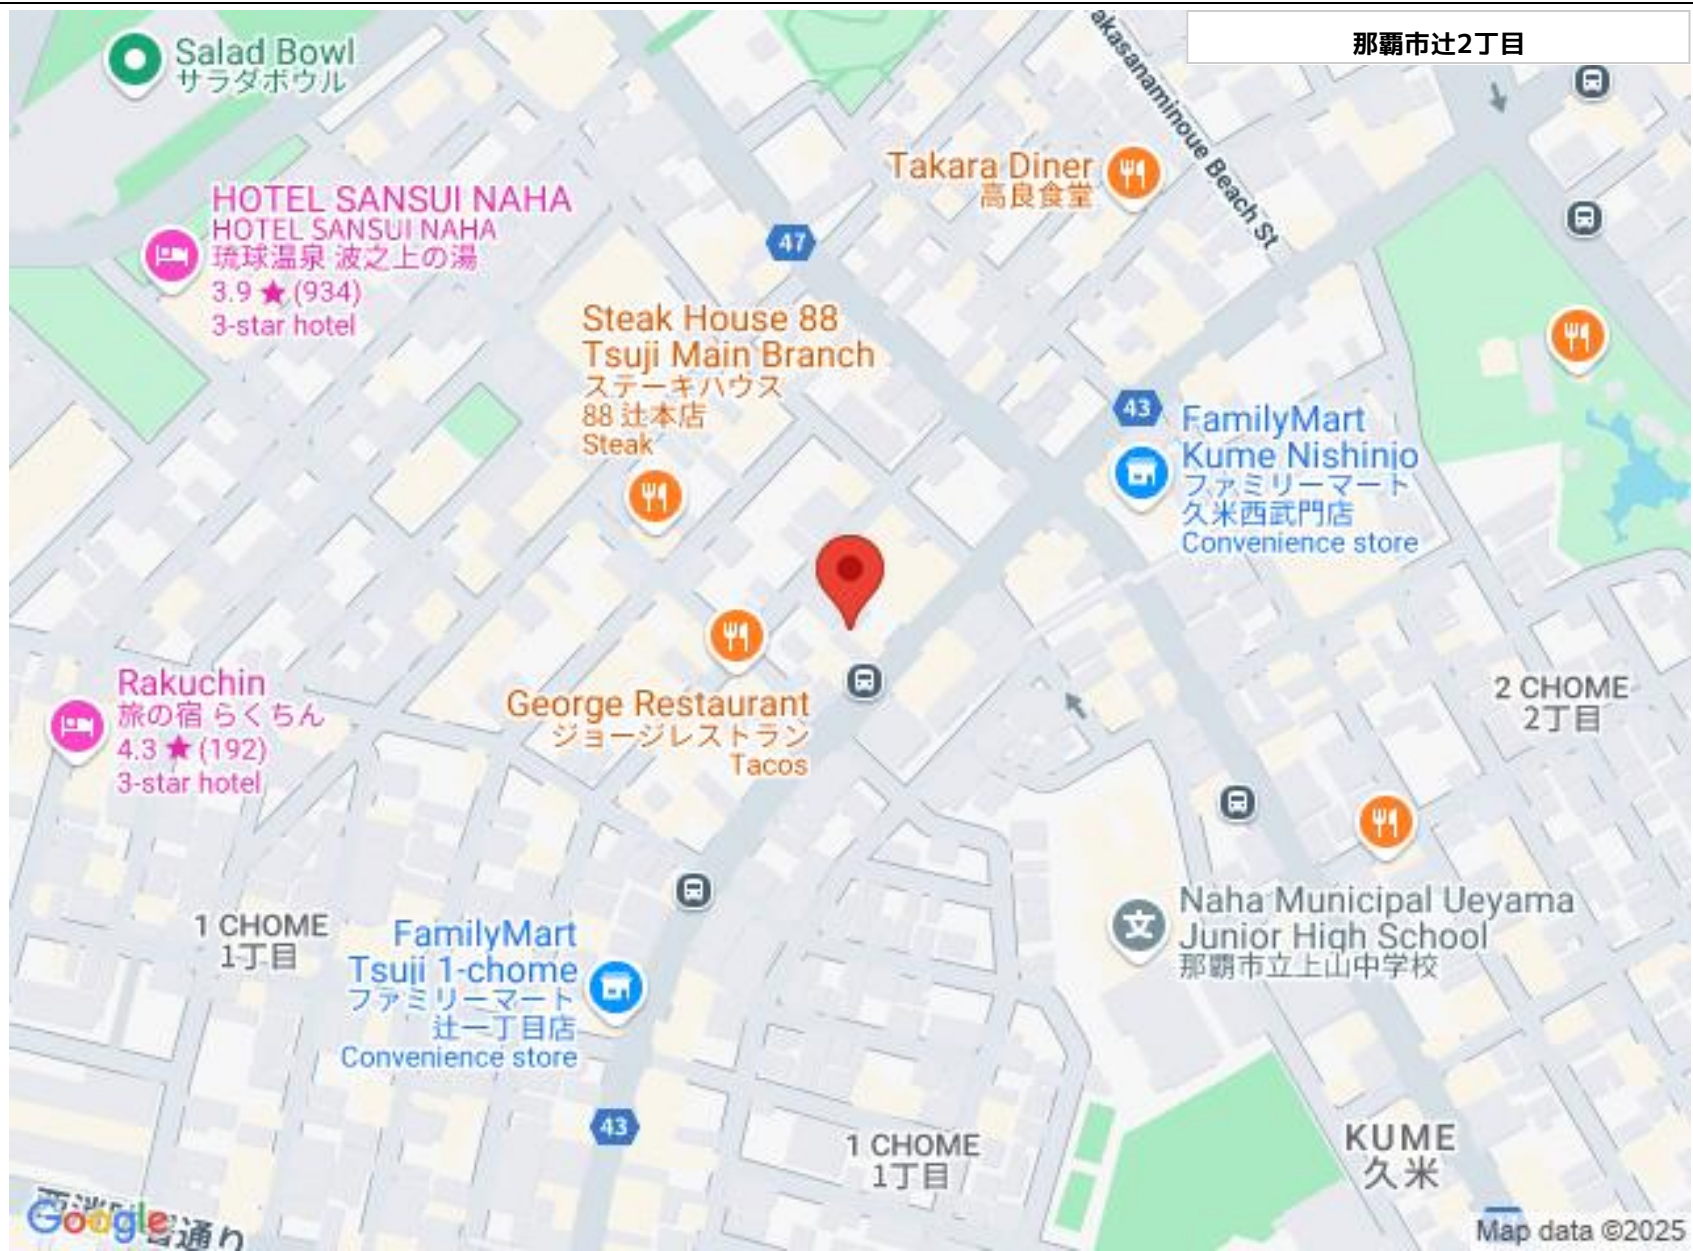 那覇市辻2丁目
Salad Bowl
サラダボウル
akasanaminoue Beach St
Takara Diner
高良食堂
HOTEL SANSUI NAHA
HOTEL SANSUI NAHA
琉球温泉 波之上の湯
3.9 ★ (934)
3-star hotel
47
Steak House 88
Tsuji Main Branch
ステーキハウス
88 辻本店
Steak
43
FamilyMart
Kume Nishinjo
ファミリーマート
久米西武門店
Convenience store
Rakuchin
旅の宿 らくちん
4.3 ★ (192)
3-star hotel
George Restaurant
ジョージレストラン
Tacos
2 CHOME
2丁目
文
Naha Municipal Ueyama
Junior High School
那覇市立上山中学校
1 CHOME
1丁目
FamilyMart
Tsuji 1-chome
ファミリーマート
辻一丁目店
Convenience store
43
1 CHOME
1丁目
KUME
久米
Google
通り
Map data ©2025